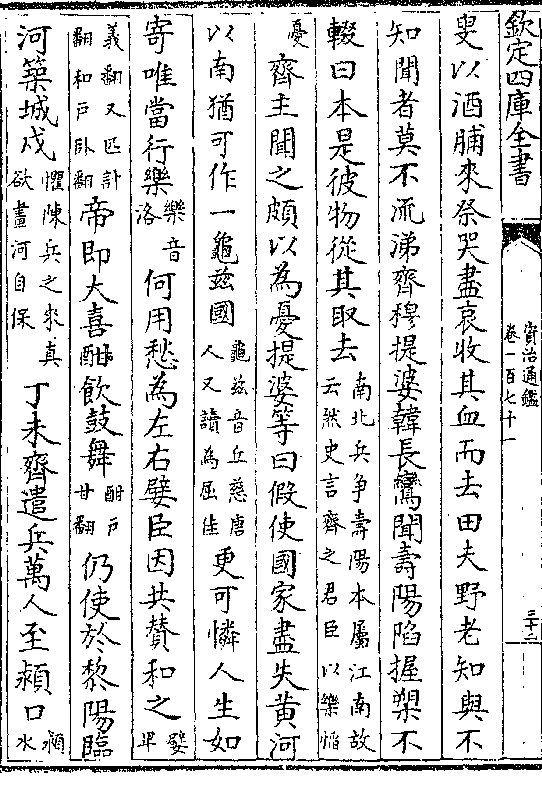 欽定四庫全書
資治通鑑
卷一百七十一
三十二
叟以酒脯來祭哭盡哀收其血而去田夫野老知與不
知聞者莫不流涕齊穆提婆韓長鸞聞壽陽陷握槊不
輟曰本是彼物從其取去南北兵爭壽陽本屬江南故云然史言齊之君臣以樂慆
憂齊主聞之頗以為憂提婆等曰假使國家盡失黄河
以南猶可作一龜兹國龜兹音丘慈唐人又讀為屈佳更可憐人生如
寄唯當行樂樂音洛何用愁為左右嬖臣因共賛和之嬖卑
義翻又匹計翻和戸卧翻帝即大喜酣飲鼓舞酣戸甘翻仍使於黎陽臨
河築城戍懼陳兵之來真欲畫河自保丁未齊遣兵萬人至潁口潁水